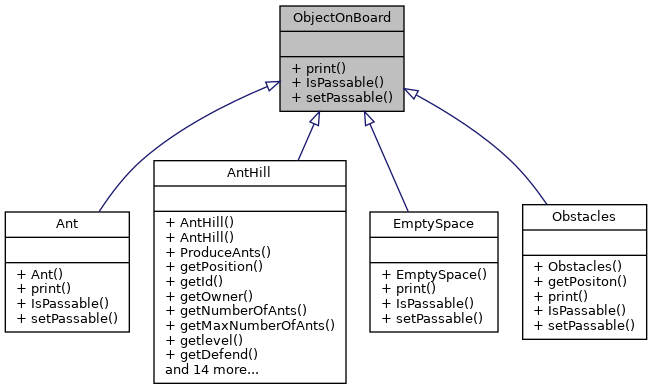 ObjectOnBoard
+ print()
+ IsPassable()
+ setPassable()
AntHill
+ AntHill()
+ AntHill()
+ ProduceAnts()
+ getPosition()
+ getId()
+ getOwner()
+ getNumberOfAnts()
+ getMaxNumberOfAnts()
+ getlevel()
+ getDefend()
and 14 more...
Ant
+ Ant()
+ print()
+ IsPassable()
+ setPassable()
EmptySpace
+ EmptySpace()
+ print()
+ IsPassable()
+ setPassable()
Obstacles
+ Obstacles()
+ getPositon()
+ print()
+ IsPassable()
+ setPassable()